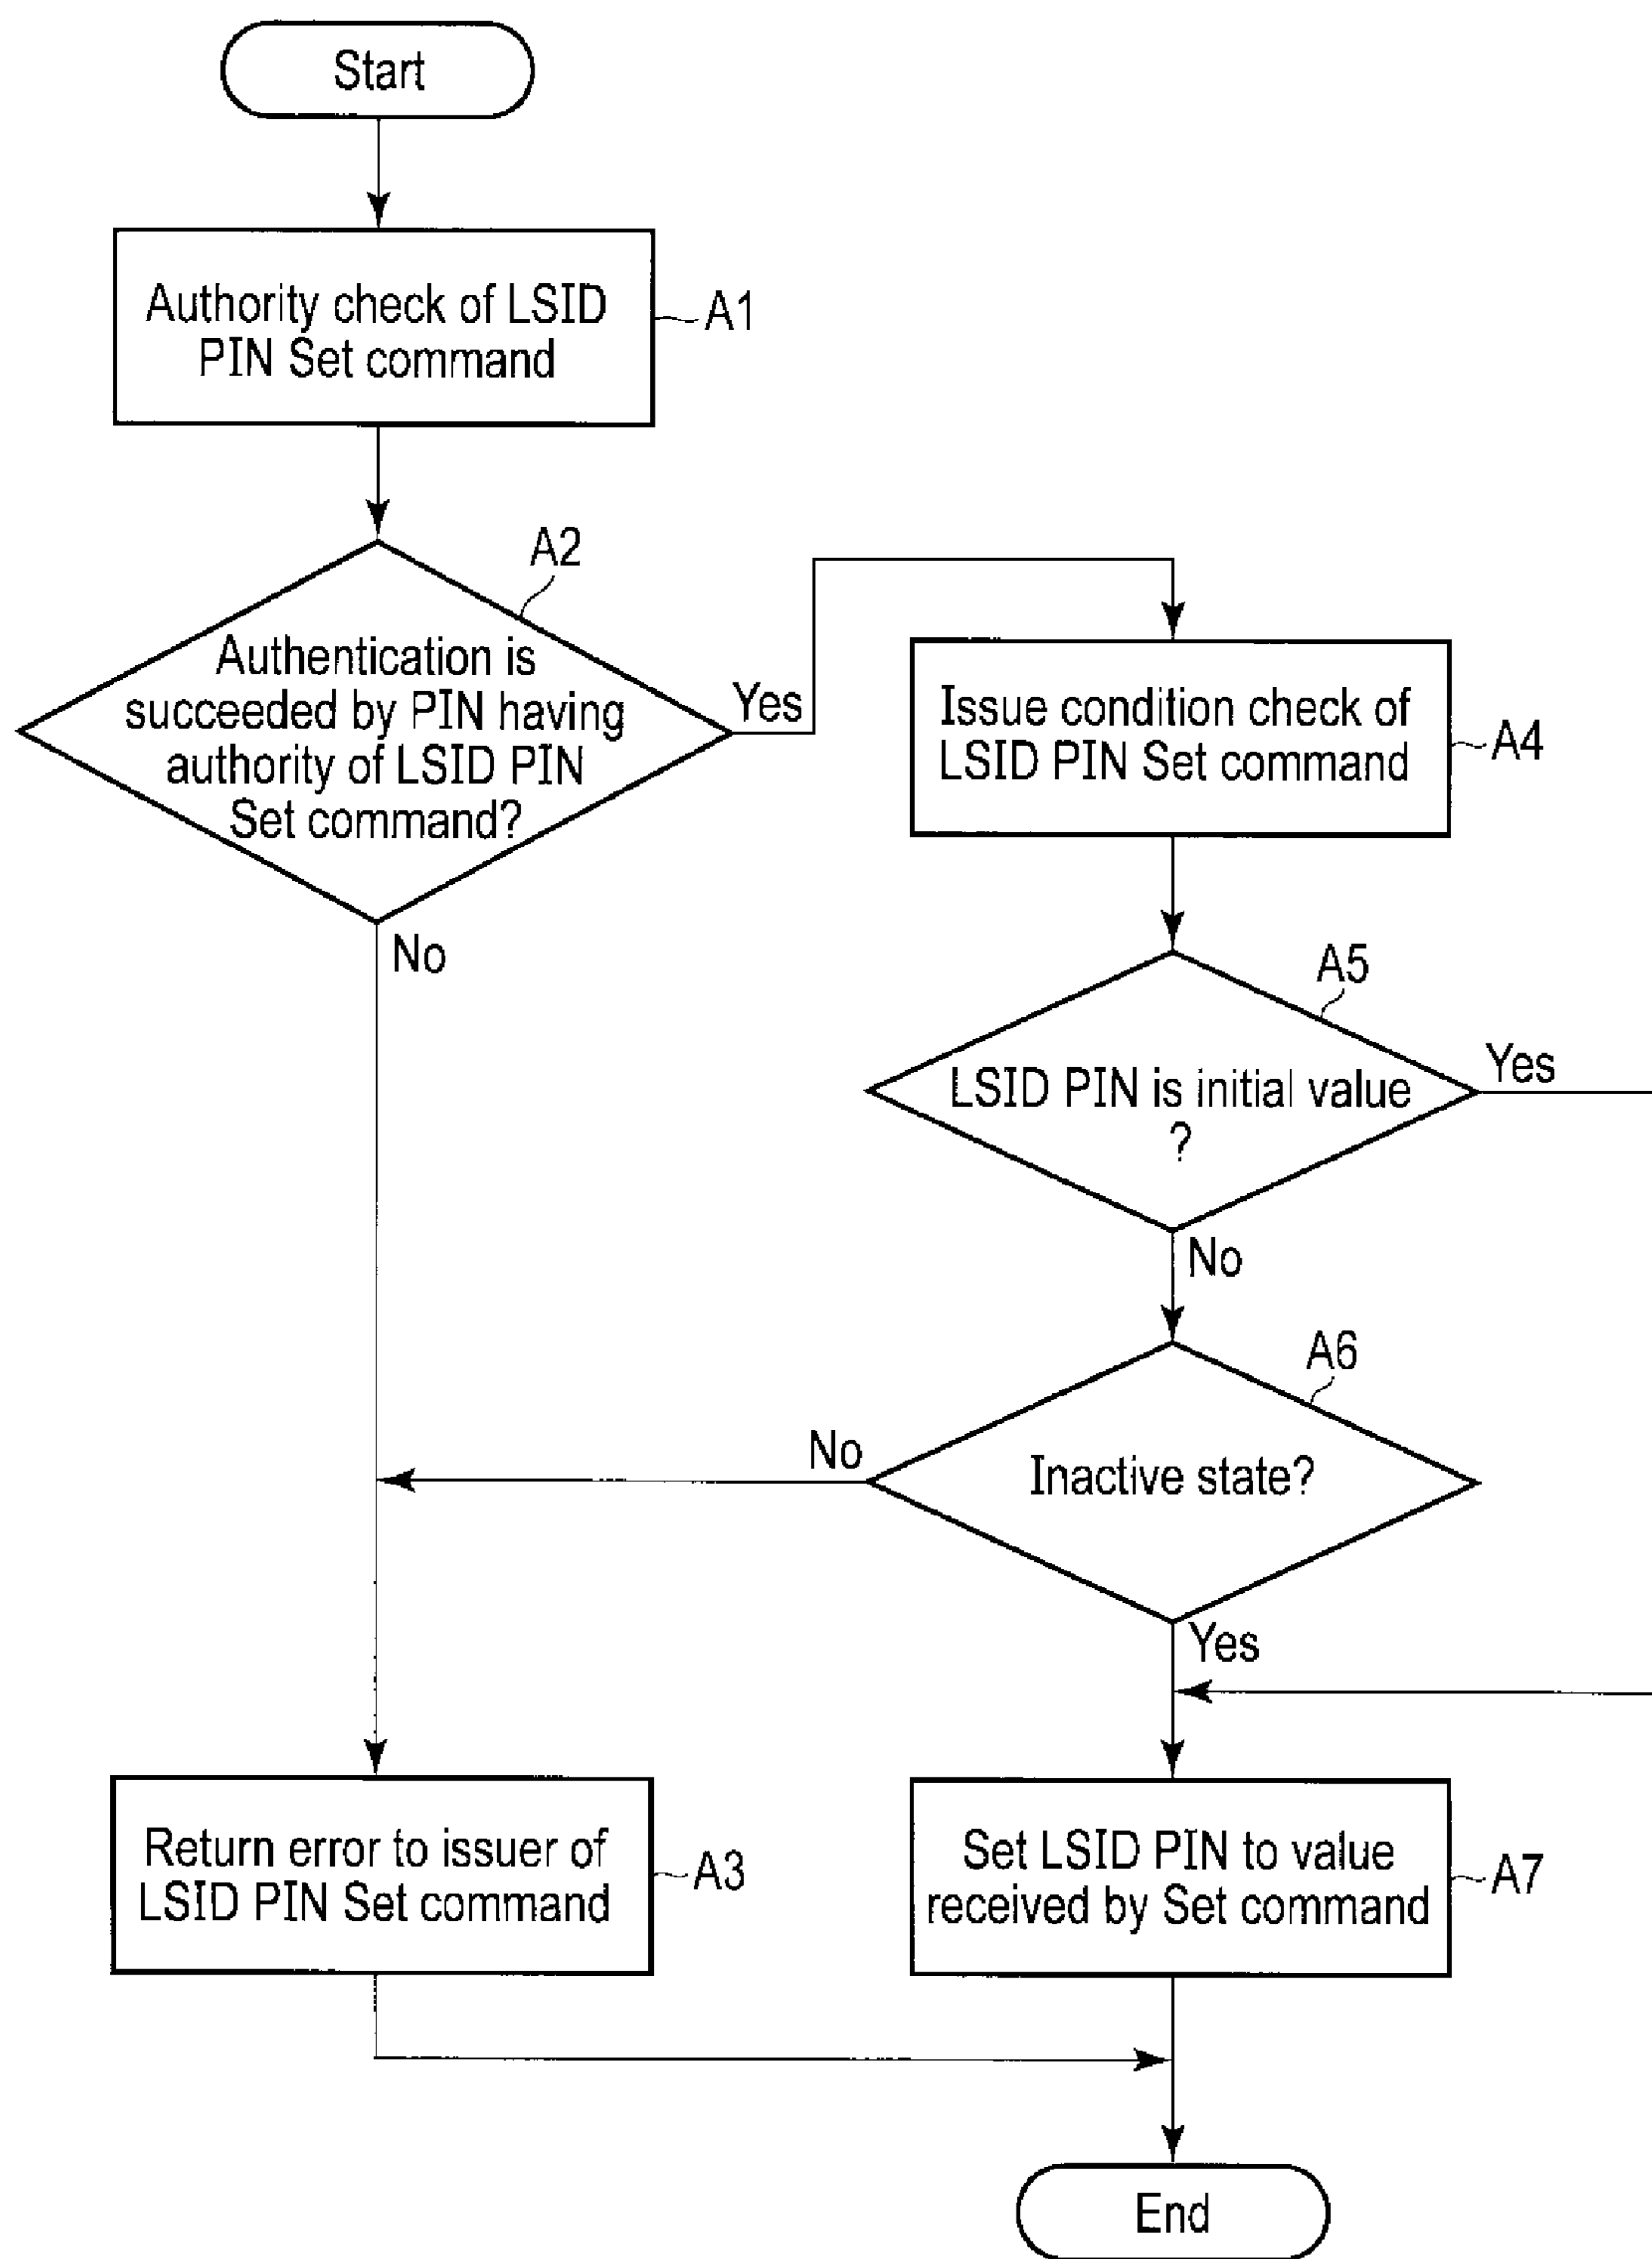 Start
Authority check of LSID
PIN Set command
A1
A2
Authentication is
succeeded by PIN having
authority of LSID PIN
Set command?
Yes
No
Issue condition check of
LSID PIN Set command
A4
A5
LSID PIN is initial value
?
Yes
No
A6
Inactive state?
No
Yes
Return error to issuer of
LSID PIN Set command
A3
Set LSID PIN to value
received by Set command
A7
End